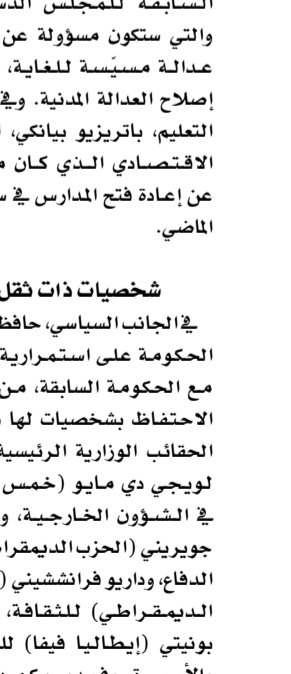 السابقة للمجلس الدس
والتي ستكون مسؤولة عن
عدالة مسيّسة للغاية،
إصلاح العدالة المدنية. وفي
التعليم، باتريزيو بيانكي، ا
الاقتصادي الذي كان م
عن إعادة فتح المدارس في س
الماضي.
شخصيات ذات ثقل
في الجانب السياسي، حافظ
الحكومة على استمرارية
مع الحكومة السابقة، من
الاحتفاظ بشخصيات لها
الحقائب الوزارية الرئيسية
لويجي دي مايو (خمس
في الشؤون الخارجية، و
جويريني (الحزب الديمقرا
الدفاع، وداريو فرانششيني (
الديمقراطي) للثقافة،
بونيتي (إيطاليا فيفا) لل